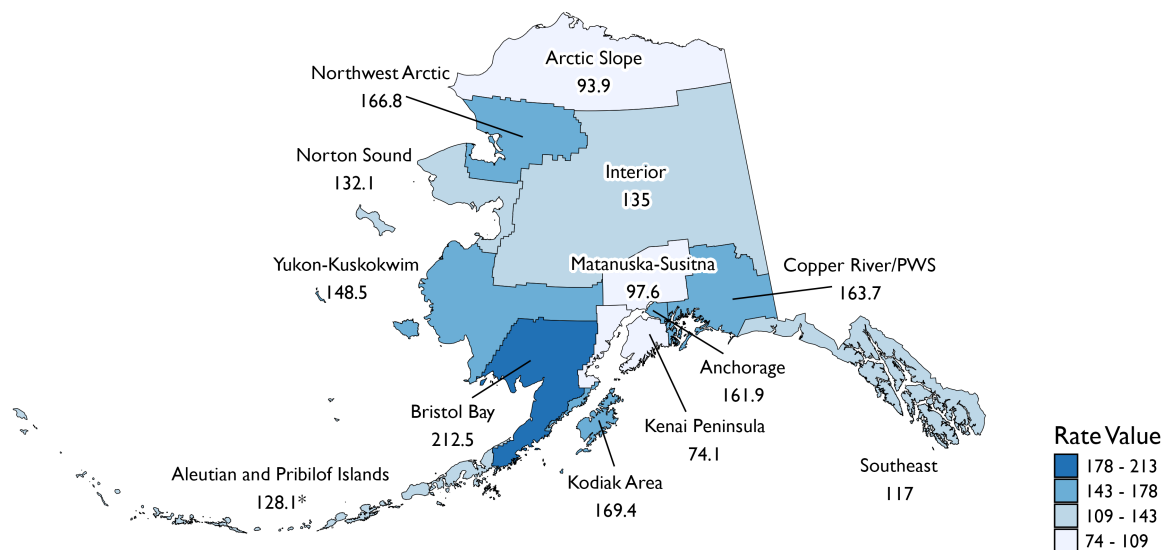 Arctic Slope
93.9
Northwest Arctic
166.8
Norton Sound
132.1
Interior
135
Yukon-Kuskokwim
148.5
Matanuska-Susitna
97.6
Copper River/PWS
163.7
Anchorage
161.9
Bristol Bay
212.5
Kenai Peninsula
74.1
Aleutian and Pribilof Islands
128.1*
Kodiak Area
169.4
Southeast
117
Rate Value
178 - 213
143 - 178
109 - 143
74 - 109